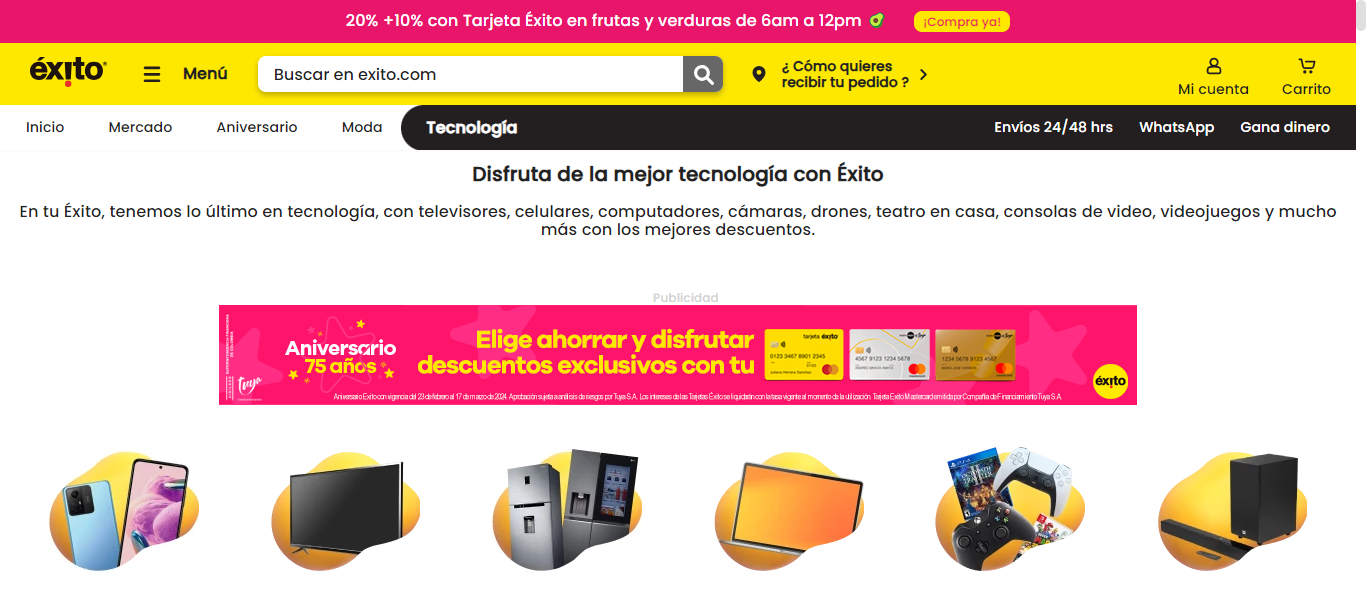 20% +10% con Tarjeta Éxito en frutas y verduras de 6am a 12pm
¡Compra ya!
éxito
Menú
Buscar en exito.com
¿ Cómo quieres
recibir tu pedido ?
Mi cuenta
Carrito
Inicio
Mercado
Aniversario
Moda
Tecnología
Envíos 24/48 hrs
WhatsApp
Gana dinero
Disfruta de la mejor tecnología con Éxito
En tu Éxito, tenemos lo último en tecnología, con televisores, celulares, computadores, cámaras, drones, teatro en casa, consolas de video, videojuegos y mucho
más con los mejores descuentos.
Publicidad
Aniversario
75 años
Elige ahorrar y disfrutar
descuentos exclusivos con tu
tarjeta éxito
0123 3467 8901 2345
4567 9123 1234 5678
1234 5678 9123 4567
éxito
tuya
Aniversario Exito con vigencia del 23 de febrero al 17 de marzo de 2024. Aprobación sujeta a análisis de riesgos por Tuya S.A. Los intereses de las Tarjetas Éxito se liquidarán con la tasa vigente al momento de la utilización. Tarjeta Éxito Mastercard emitida por Compañía de Financiamiento Tuya S.A.